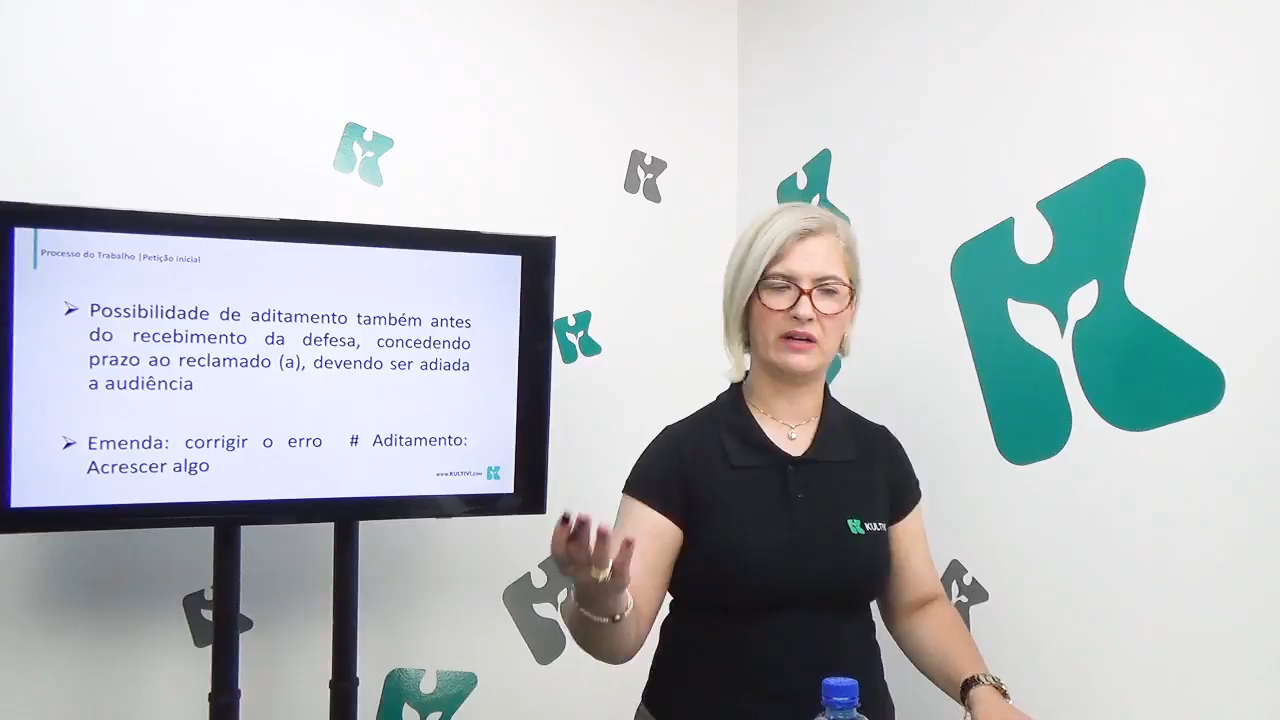 Processo do Trabalho |Petição Inicial
➢ Possibilidade de aditamento também antes
do recebimento da defesa, concedendo
prazo ao reclamado (a), devendo ser adiada
a audiência
➢ Emenda: corrigir o erro # Aditamento:
Acrescer algo
www.KULTIVI.com
KULTIVI